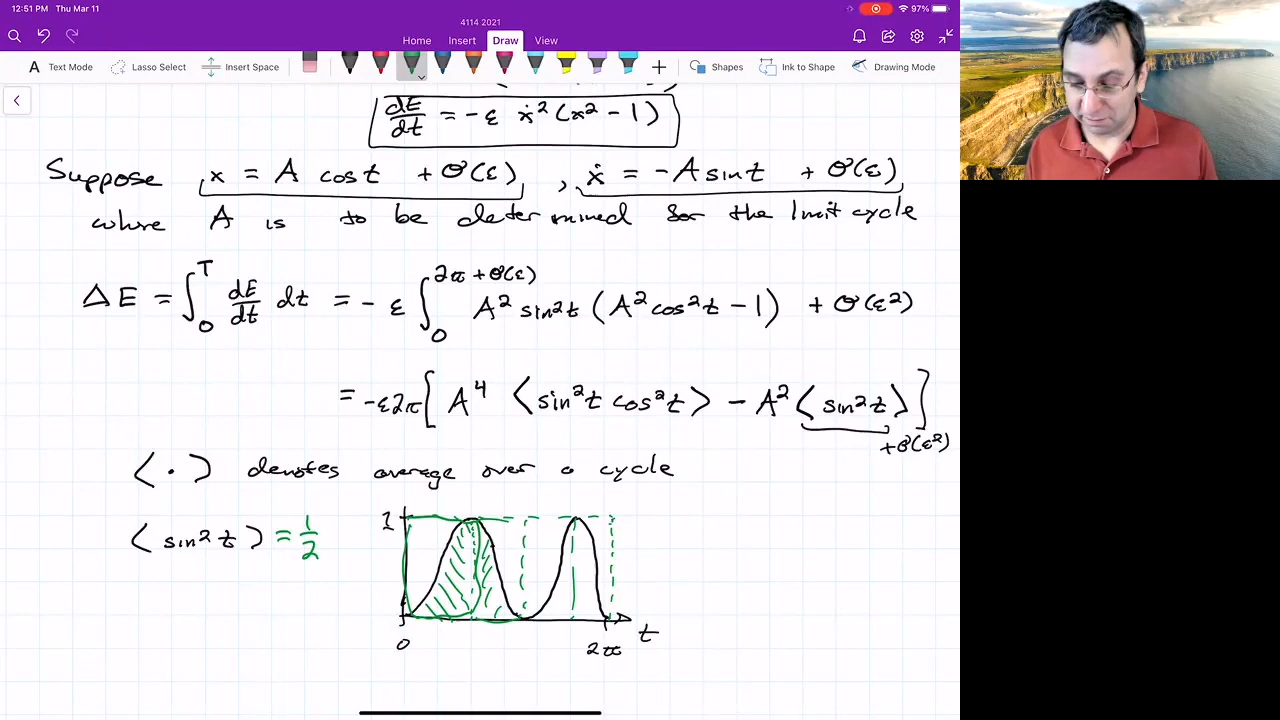 12:51 PM Thu Mar 11
97%
4114 2021
Home Insert Draw View
Text Mode Lasso Select Insert Space Shapes Ink to Shape Drawing Mode
dE/dt = -ε ẋ² (x² - 1)
Suppose x = A cos t + O(ε), ẋ = -A sin t + O(ε)
where A is to be determined for the limit cycle
ΔE = ∫₀ᵀ dE/dt dt = -ε ∫₀^{2π + O(ε)} A² sin²t (A² cos²t - 1) + O(ε²)
= -ε2π [ A⁴ ⟨sin²t cos²t⟩ - A² ⟨sin²t⟩ ] + O(ε²)
⟨·⟩ denotes average over a cycle
⟨sin²t⟩ = 1/2
1
0 2π t